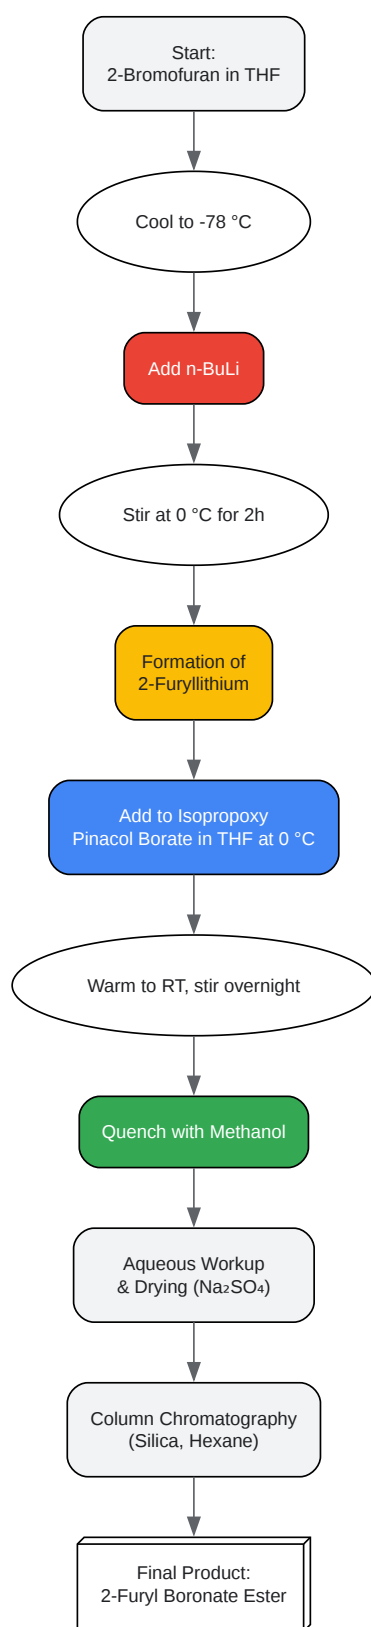 Start:
2-Bromofuran in THF
Cool to -78 °C
Add n-BuLi
Stir at 0 °C for 2h
Formation of
2-Furyllithium
Add to Isopropoxy
Pinacol Borate in THF at 0 °C
Warm to RT, stir overnight
Quench with Methanol
Aqueous Workup
& Drying (Na₂SO₄)
Column Chromatography
(Silica, Hexane)
Final Product:
2-Furyl Boronate Ester